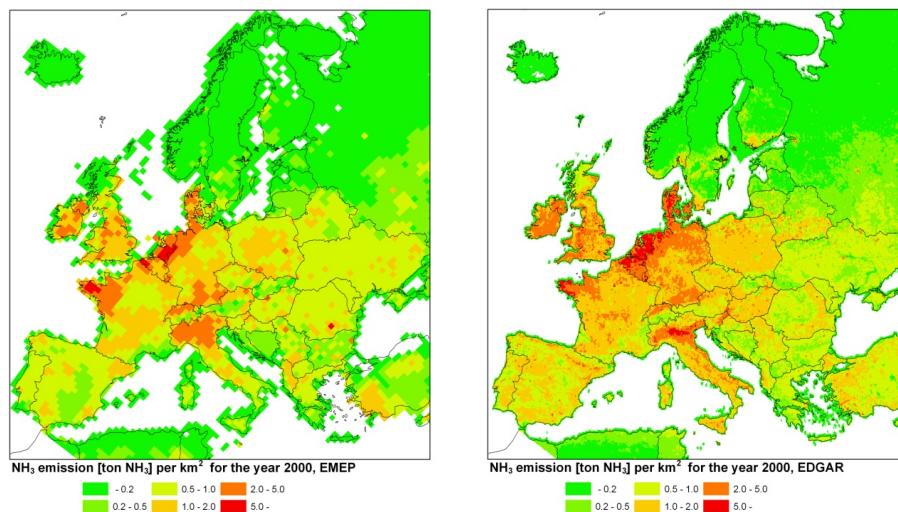 NH₃ emission [ton NH₃] per km² for the year 2000, EMEP
- 0.2 0.5 - 1.0 2.0 - 5.0
0.2 - 0.5 1.0 - 2.0 5.0 -
NH₃ emission [ton NH₃] per km² for the year 2000, EDGAR
- 0.2 0.5 - 1.0 2.0 - 5.0
0.2 - 0.5 1.0 - 2.0 5.0 -